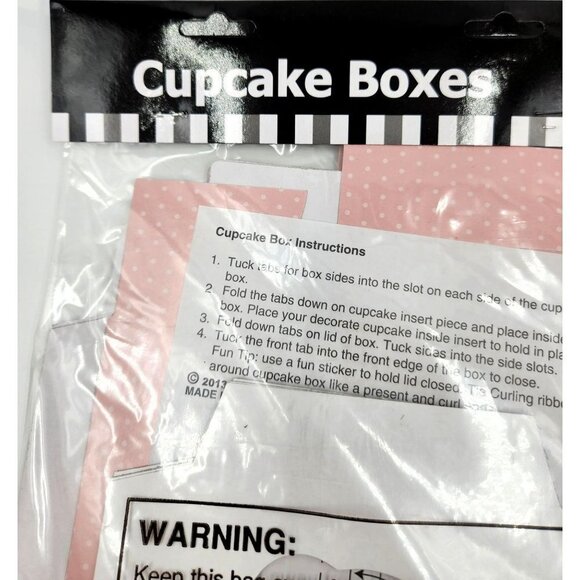 Cupcake Boxes
Cupcake Box Instructions
1. Tuck tabs for box sides into the slot on each side of the cup
box.
2. Fold the tabs down on cupcake insert piece and place inside
box. Place your decorate cupcake inside insert to hold in pla
3. Fold down tabs on lid of box. Tuck sides into the side slots.
4. Tuck the front tab into the front edge of the box to close.
Fun Tip: use a fun sticker to hold lid closed. Tie Curling ribb
around cupcake box like a present and curl
© 2013
MADE
WARNING:
Keep this bag